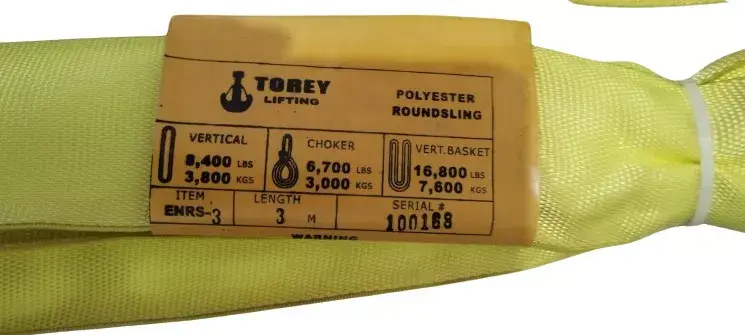 TOREY
LIFTING
POLYESTER
ROUNDSLING
VERTICAL
8,400 LBS
3,800 KGS
CHOKER
6,700 LBS
3,000 KGS
VERT.BASKET
16,800 LBS
7,600 KGS
ITEM
ENRS-3
LENGTH
3 M
SERIAL #
100168
WARNING